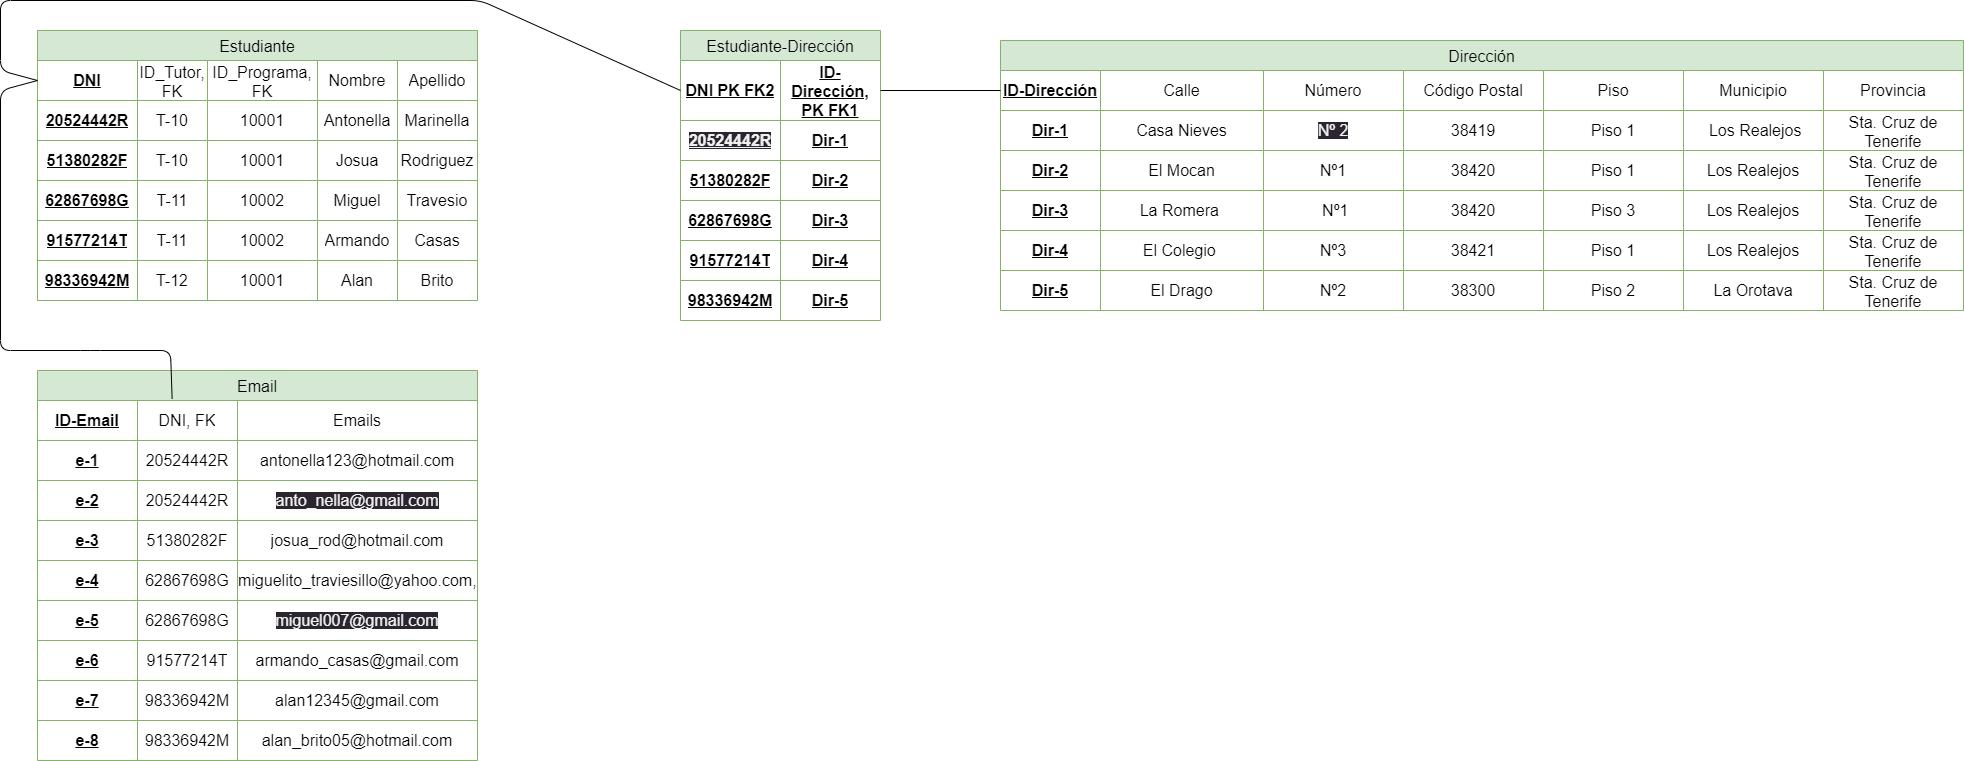 Estudiante
DNI ID_Tutor, FK ID_Programa, FK Nombre Apellido
20524442R T-10 10001 Antonella Marinella
51380282F T-10 10001 Josua Rodriguez
62867698G T-11 10002 Miguel Travesio
91577214T T-11 10002 Armando Casas
98336942M T-12 10001 Alan Brito
Estudiante-Dirección
DNI PK FK2 ID-Dirección, PK FK1
20524442R Dir-1
51380282F Dir-2
62867698G Dir-3
91577214T Dir-4
98336942M Dir-5
Dirección
ID-Dirección Calle Número Código Postal Piso Municipio Provincia
Dir-1 Casa Nieves Nº 2 38419 Piso 1 Los Realejos Sta. Cruz de Tenerife
Dir-2 El Mocan Nº1 38420 Piso 1 Los Realejos Sta. Cruz de Tenerife
Dir-3 La Romera Nº1 38420 Piso 3 Los Realejos Sta. Cruz de Tenerife
Dir-4 El Colegio Nº3 38421 Piso 1 Los Realejos Sta. Cruz de Tenerife
Dir-5 El Drago Nº2 38300 Piso 2 La Orotava Sta. Cruz de Tenerife
Email
ID-Email DNI, FK Emails
e-1 20524442R antonella123@hotmail.com
e-2 20524442R anto_nella@gmail.com
e-3 51380282F josua_rod@hotmail.com
e-4 62867698G miguelito_traviesillo@yahoo.com,
e-5 62867698G miguel007@gmail.com
e-6 91577214T armando_casas@gmail.com
e-7 98336942M alan12345@gmail.com
e-8 98336942M alan_brito05@hotmail.com